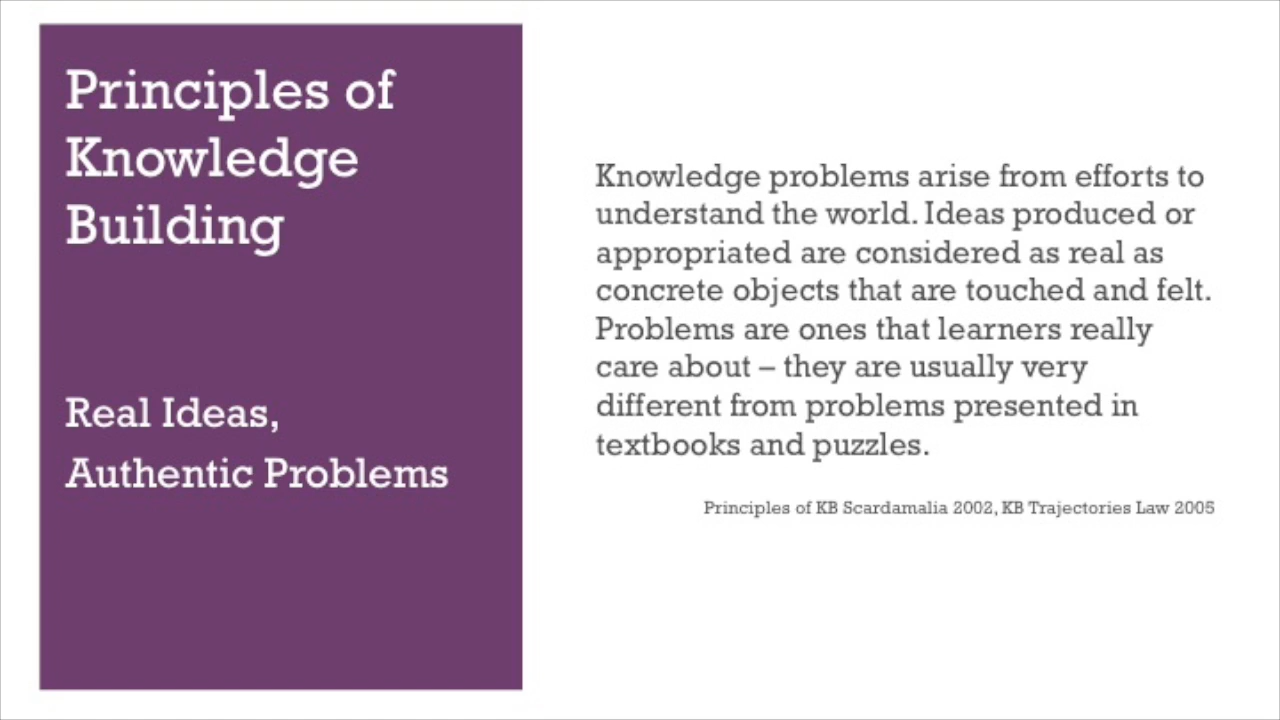 Principles of
Knowledge
Building
Real Ideas,
Authentic Problems
Knowledge problems arise from efforts to
understand the world. Ideas produced or
appropriated are considered as real as
concrete objects that are touched and felt.
Problems are ones that learners really
care about – they are usually very
different from problems presented in
textbooks and puzzles.
Principles of KB Scardamalia 2002, KB Trajectories Law 2005